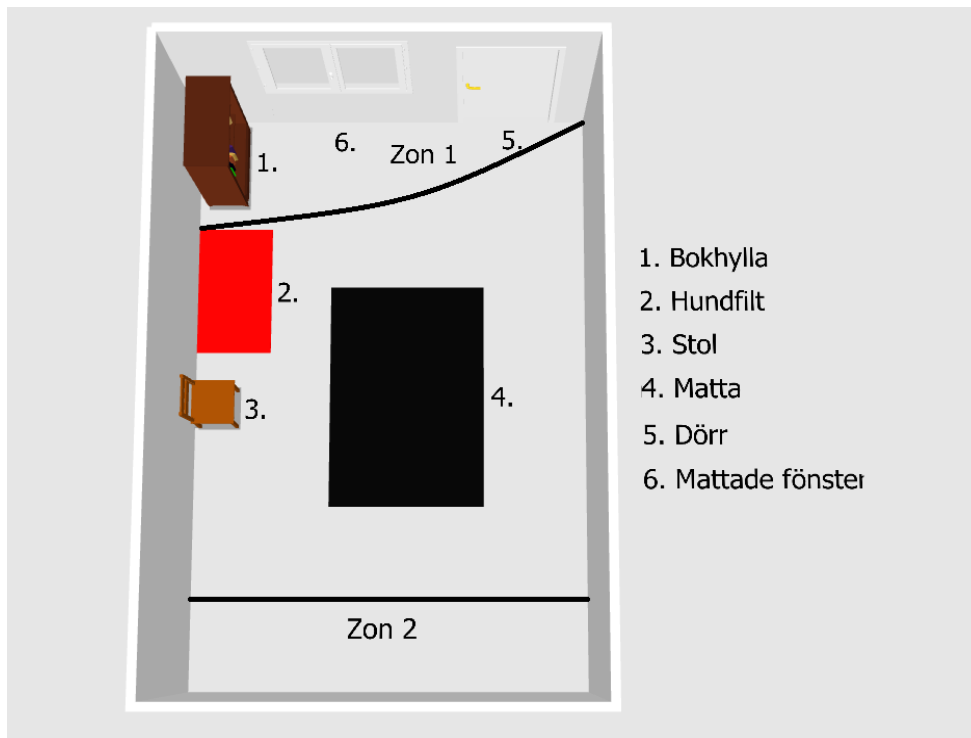 6.
5.
Zon 1
1.
2.
3.
4.
Zon 2
1. Bokhylla
2. Hundfilt
3. Stol
4. Matta
5. Dörr
6. Mattade fönster